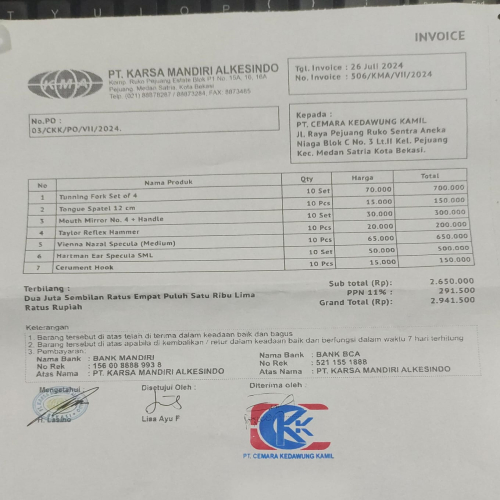 INVOICE
KMA
PT. KARSA MANDIRI ALKESINDO
Komp. Ruko Pejuang Estate Blok P1 No. 15A, 16, 16A
Pejuang, Medan Satria, Kota-Bekasi
Telp. (021) 88878267 / 88873284, FAX. 8873465
Tgl. Invoice : 26 Juli 2024
No. Invoice : 506/KMA/VII/2024
No.PO :
03/CKK/PO/VII/2024.
Kepada :
PT. CEMARA KEDAWUNG KAMIL
Jl. Raya Pejuang Ruko Sentra Aneka
Niaga Blok C No. 3 Lt.II Kel. Pejuang
Kec. Medan Satria Kota Bekasi.
No Nama Produk Qty Harga Total
1 Tunning Fork Set of 4 10 Set 70.000 700.000
2 Tongue Spatel 12 cm 10 Pcs 15.000 150.000
3 Mouth Mirror No. 4 + Handle 10 Set 30.000 300.000
4 Taylor Reflex Hammer 10 Pcs 20.000 200.000
5 Vienna Nazal Specula (Medium) 10 Pcs 65.000 650.000
6 Hartman Ear Specula SML 10 Set 50.000 500.000
7 Cerument Hook 10 Pcs 15.000 150.000
Terbilang :
Dua Juta Sembilan Ratus Empat Puluh Satu Ribu Lima
Ratus Rupiah
Sub total (Rp): 2.650.000
PPN 11% : 291.500
Grand Total (Rp): 2.941.500
Keterangan
1. Barang tersebut di atas telah di terima dalam keadaan baik dan bagus
2. Barang tersebut di atas apabila di kembalikan / retur dalam keadaan baik dan berfungsi dalam waktu 7 hari terhitung
3. Pembayaran:
Nama Bank : BANK MANDIRI
No Rek : 156 00 8888 993 8
Atas Nama : PT. KARSA MANDIRI ALKESINDO
Nama Bank : BANK BCA
No Rek : 521 155 1888
Atas Nama : PT. KARSA MANDIRI ALKESINDO
Mengetahui
Disetujui Oleh :
Diterima oleh :
Lisa Ayu F
CKK
PT. CEMARA KEDAWUNG KAMIL